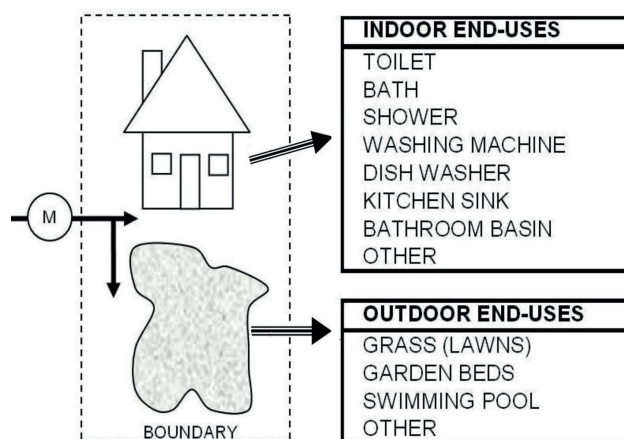 M
BOUNDARY
INDOOR END-USES
TOILET
BATH
SHOWER
WASHING MACHINE
DISH WASHER
KITCHEN SINK
BATHROOM BASIN
OTHER
OUTDOOR END-USES
GRASS (LAWNS)
GARDEN BEDS
SWIMMING POOL
OTHER